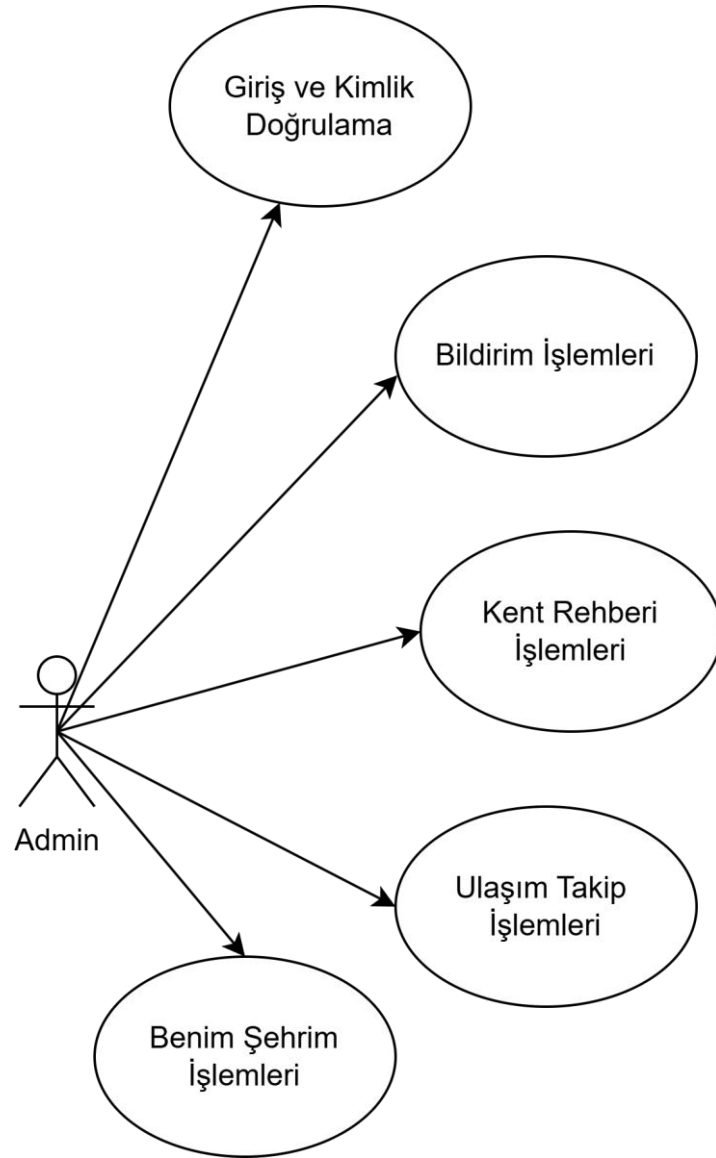 Giriş ve Kimlik
Doğrulama
Bildirim İşlemleri
Kent Rehberi
İşlemleri
Admin
Ulaşım Takip
İşlemleri
Benim Şehrim
İşlemleri